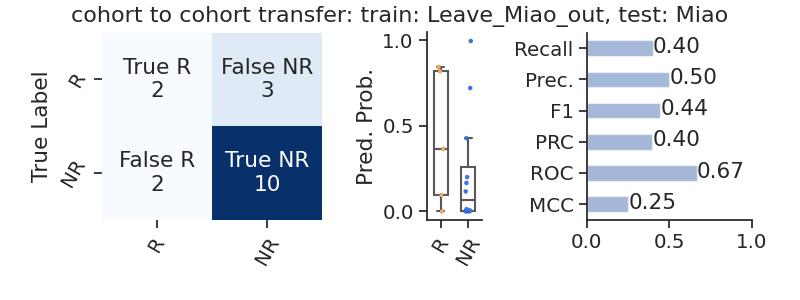 cohort to cohort transfer: train: Leave_Miao_out, test: Miao
True Label
R
NR
True R
2
False NR
3
False R
2
True NR
10
R
NR
Pred. Prob.
1.0
0.5
0.0
R
NR
Recall
0.40
Prec.
0.50
F1
0.44
PRC
0.40
ROC
0.67
MCC
0.25
0.0
0.5
1.0